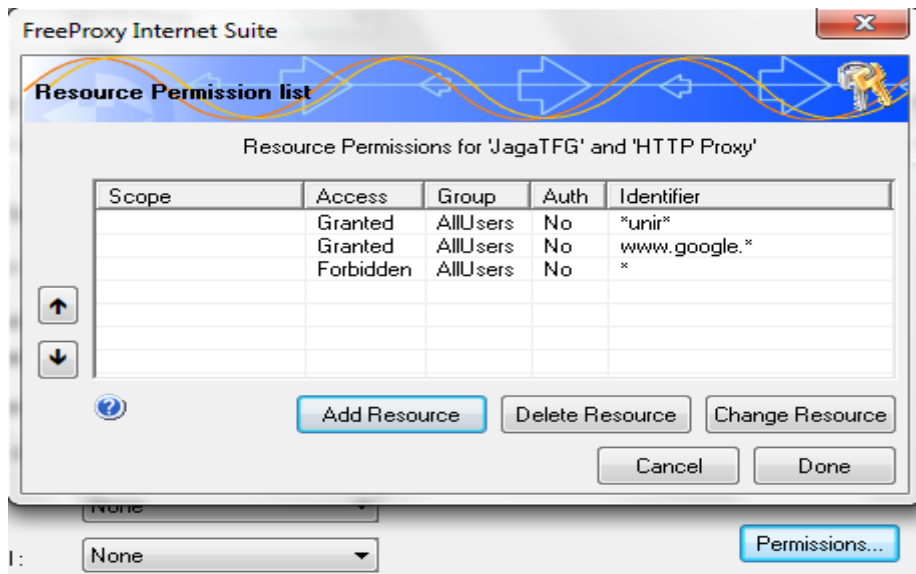 FreeProxy Internet Suite
Resource Permission list
Resource Permissions for 'JagaTFG' and 'HTTP Proxy'
Scope Access Group Auth Identifier
Granted AllUsers No *unir*
Granted AllUsers No www.google.*
Forbidden AllUsers No *
Add Resource Delete Resource Change Resource
Cancel Done
None
None
Permissions...